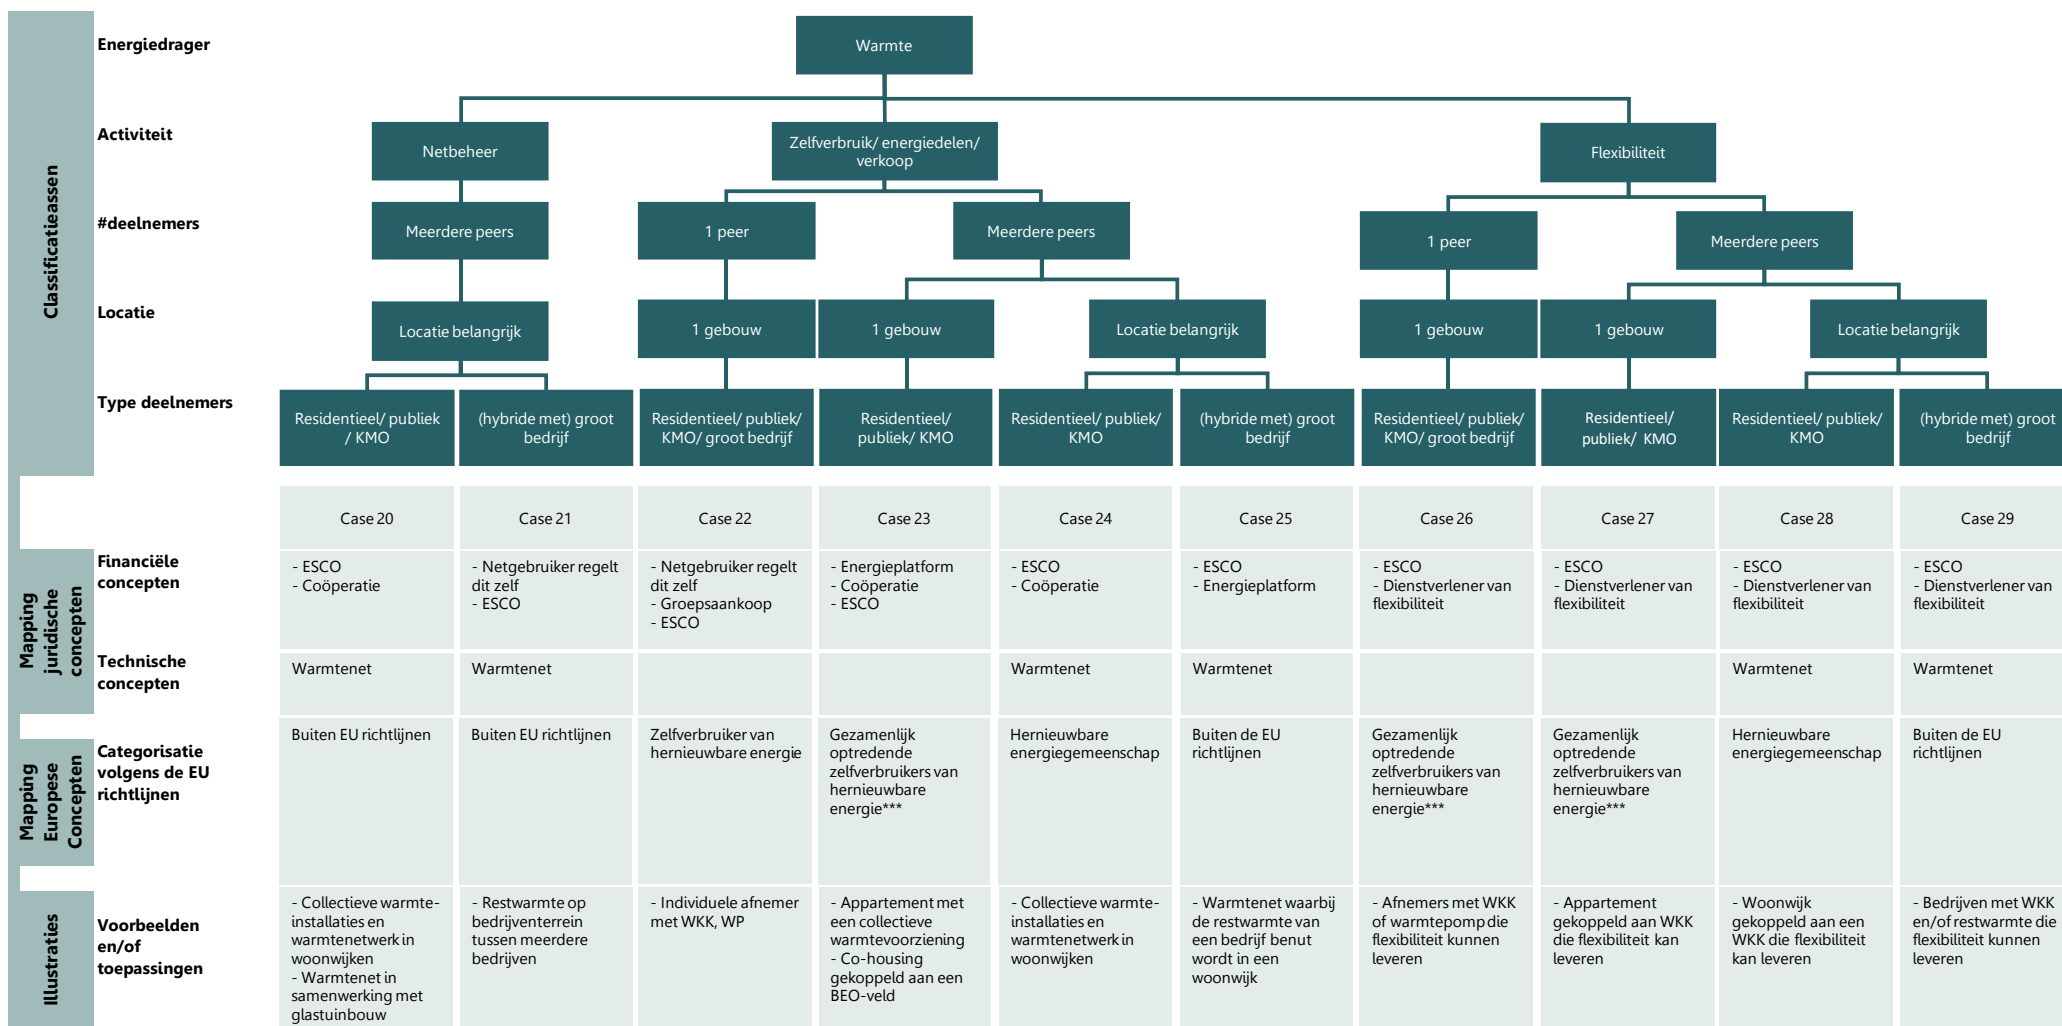 Energiedrager
Warmte
Activiteit
Netbeheer
Zelfverbruik/ energiedelen/
verkoop
Flexibiliteit
#deelnemers
Meerdere peers
1 peer
Meerdere peers
1 peer
Meerdere peers
Classificatieassen
Locatie
Locatie belangrijk
1 gebouw
1 gebouw
Locatie belangrijk
1 gebouw
1 gebouw
Locatie belangrijk
Type deelnemers
Residentieel/ publiek
/ KMO
(hybride met) groot
bedrijf
Residentieel/ publiek/
KMO/ groot bedrijf
Residentieel/
publiek/ KMO
Residentieel/ publiek/
KMO
(hybride met) groot
bedrijf
Residentieel/ publiek/
KMO/ groot bedrijf
Residentieel/
publiek/ KMO
Residentieel/ publiek/
KMO
(hybride met) groot
bedrijf
Case 20
Case 21
Case 22
Case 23
Case 24
Case 25
Case 26
Case 27
Case 28
Case 29
Mapping
juridische
concepten
Financiële
concepten
- ESCO
- Coöperatie
- Netgebruiker regelt
dit zelf
- ESCO
- Netgebruiker regelt
dit zelf
- Groepsaankoop
- ESCO
- Energieplatform
- Coöperatie
- ESCO
- ESCO
- Coöperatie
- ESCO
- Energieplatform
- ESCO
- Dienstverlener van
flexibiliteit
- ESCO
- Dienstverlener van
flexibiliteit
- ESCO
- Dienstverlener van
flexibiliteit
- ESCO
- Dienstverlener van
flexibiliteit
Technische
concepten
Warmtenet
Warmtenet
Warmtenet
Warmtenet
Warmtenet
Warmtenet
Mapping
Europese
Concepten
Categorisatie
volgens de EU
richtlijnen
Buiten EU richtlijnen
Buiten EU richtlijnen
Zelfverbruiker van
hernieuwbare energie
Gezamenlijk
optredende
zelfverbruikers van
hernieuwbare
energie***
Hernieuwbare
energiegemeenschap
Buiten de EU
richtlijnen
Gezamenlijk
optredende
zelfverbruikers van
hernieuwbare
energie***
Gezamenlijk
optredende
zelfverbruikers van
hernieuwbare
energie***
Hernieuwbare
energiegemeenschap
Buiten de EU
richtlijnen
Illustraties
Voorbeelden
en/of
toepassingen
- Collectieve warmte-
installaties en
warmtenetwerk in
woonwijken
- Warmtenet in
samenwerking met
glastuinbouw
- Restwarmte op
bedrijventerrein
tussen meerdere
bedrijven
- Individuele afnemer
met WKK, WP
- Appartement met
een collectieve
warmtevoorziening
- Co-housing
gekoppeld aan een
BEO-veld
- Collectieve warmte-
installaties en
warmtenetwerk in
woonwijken
- Warmtenet waarbij
de restwarmte van
een bedrijf benut
wordt in een
woonwijk
- Afnemers met WKK
of warmtepomp die
flexibiliteit kunnen
leveren
- Appartement
gekoppeld aan WKK
die flexibiliteit kan
leveren
- Woonwijk
gekoppeld aan een
WKK die flexibiliteit
kan leveren
- Bedrijven met WKK
en/of restwarmte die
flexibiliteit kunnen
leveren